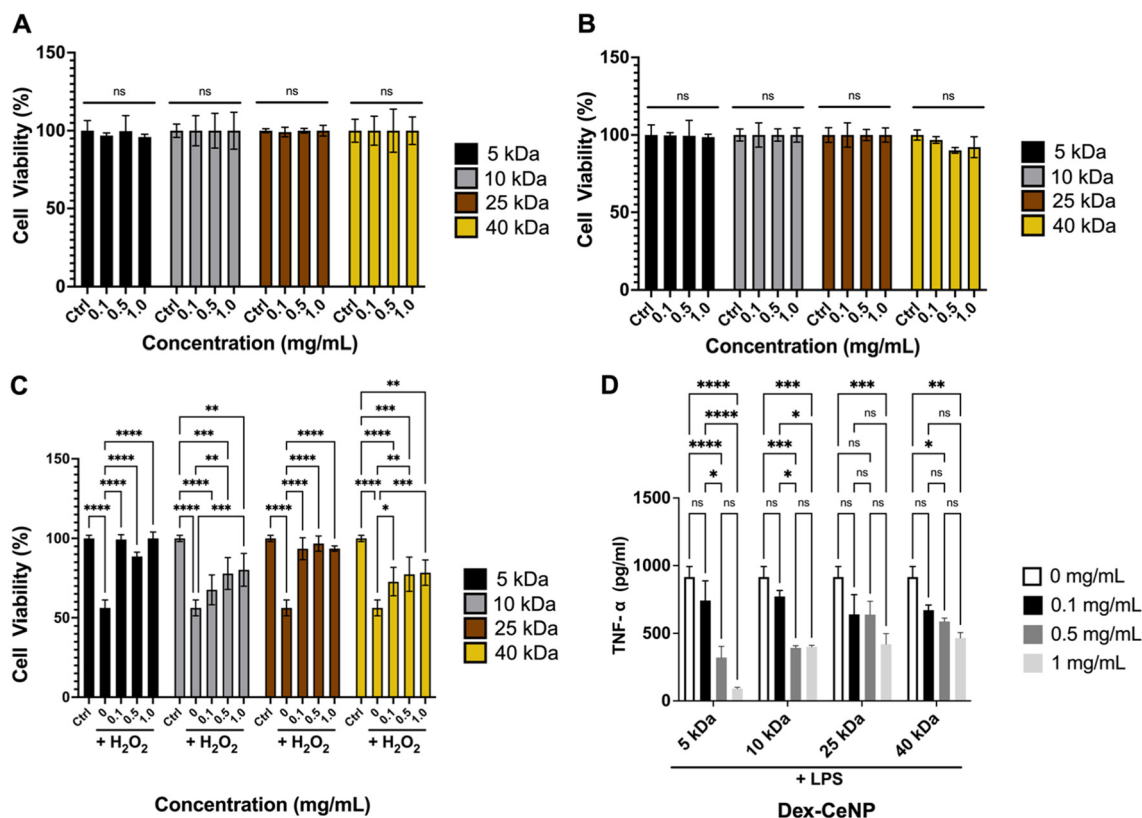 A
150
100
50
0
Cell Viability (%)
ns ns ns ns
Ctrl 0.1 0.5 1.0 Ctrl 0.1 0.5 1.0 Ctrl 0.1 0.5 1.0 Ctrl 0.1 0.5 1.0
Concentration (mg/mL)
5 kDa
10 kDa
25 kDa
40 kDa
B
150
100
50
0
Cell Viability (%)
ns ns ns ns
Ctrl 0.1 0.5 1.0 Ctrl 0.1 0.5 1.0 Ctrl 0.1 0.5 1.0 Ctrl 0.1 0.5 1.0
Concentration (mg/mL)
5 kDa
10 kDa
25 kDa
40 kDa
C
150
100
50
0
Cell Viability (%)
**** **** **** ****
** *** ** **** **** ***
**** **** **** ****
** *** **** ** **** *** *
Ctrl 0 0.1 0.5 1.0 Ctrl 0 0.1 0.5 1.0 Ctrl 0 0.1 0.5 1.0 Ctrl 0 0.1 0.5 1.0
+ H₂O₂ + H₂O₂ + H₂O₂ + H₂O₂
Concentration (mg/mL)
5 kDa
10 kDa
25 kDa
40 kDa
D
1500
1000
500
0
TNF- α (pg/ml)
**** *** *** **
**** * ns ns
**** *** ns *
* * ns ns
ns ns ns ns ns ns ns ns
5 kDa 10 kDa 25 kDa 40 kDa
+ LPS
Dex-CeNP
0 mg/mL
0.1 mg/mL
0.5 mg/mL
1 mg/mL